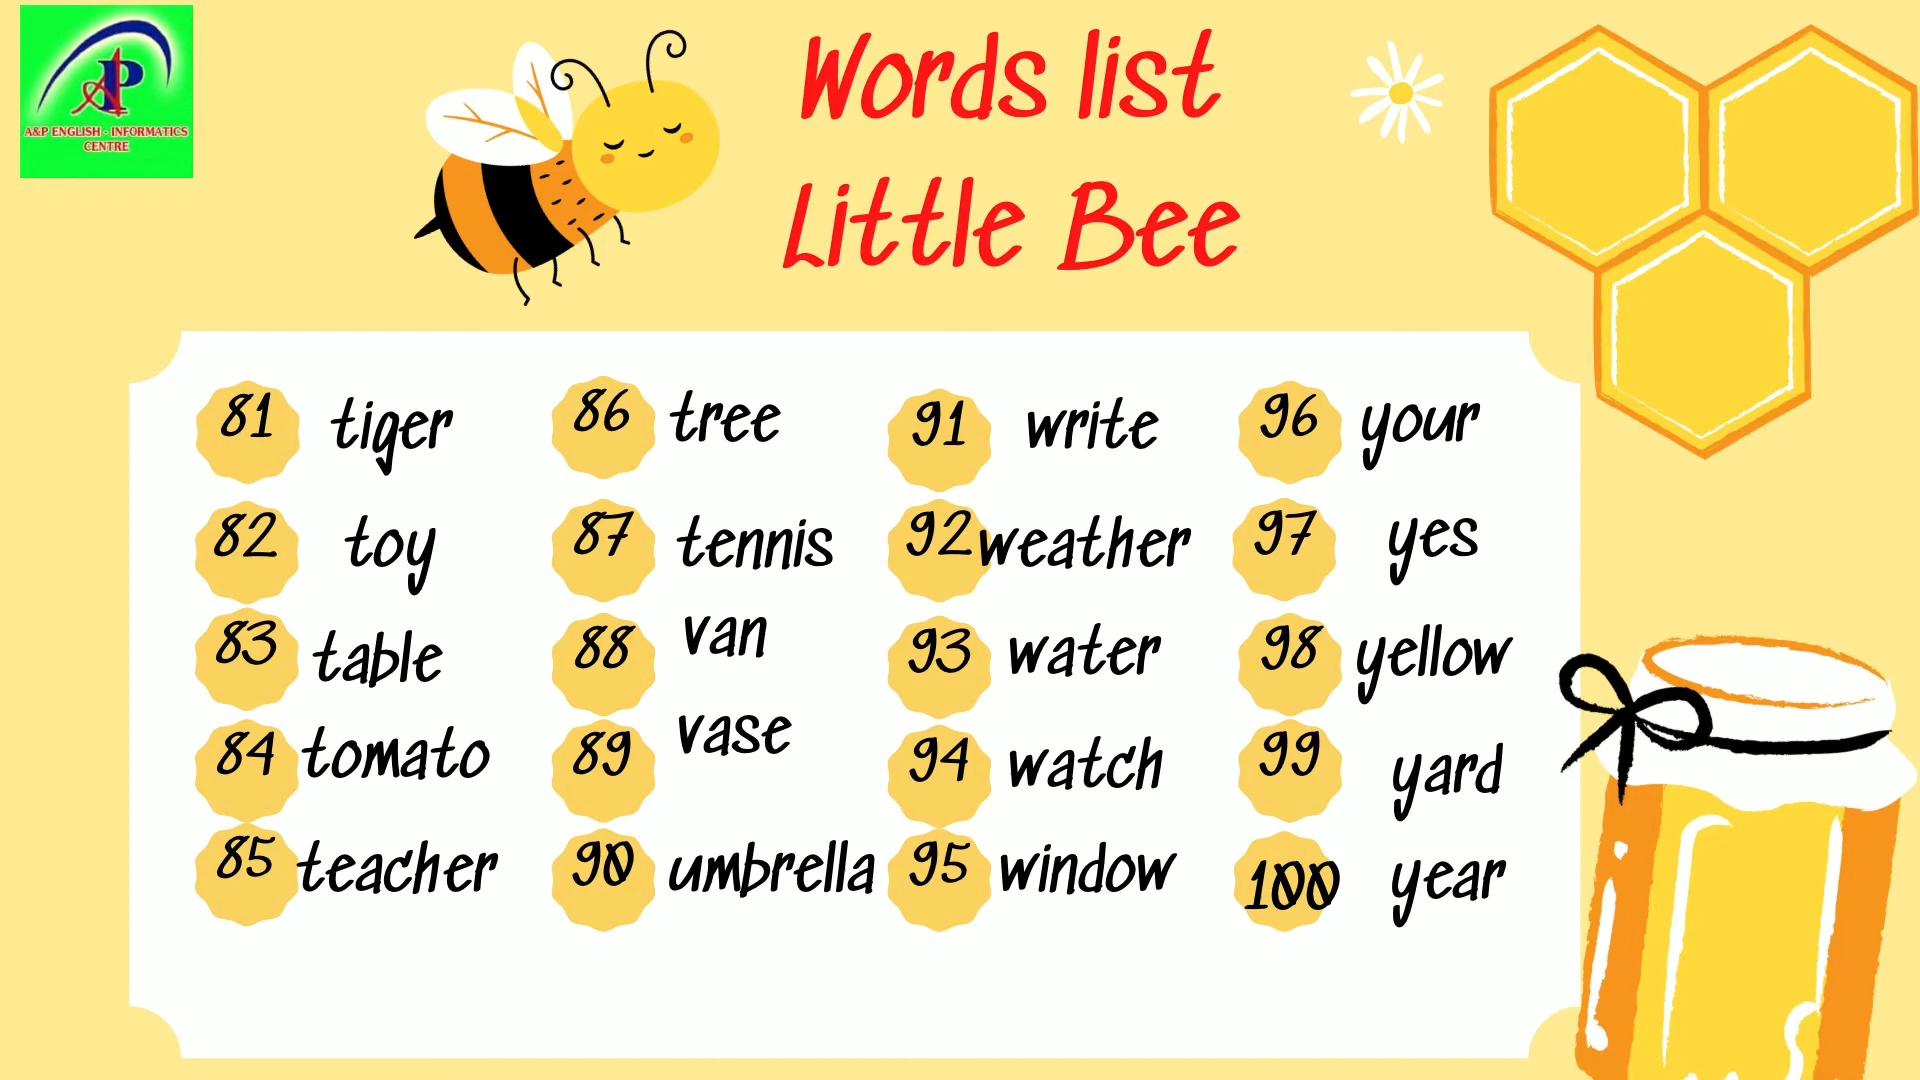 A&P ENGLISH - INFORMATICS
CENTRE
Words list
Little Bee
81 tiger
82 toy
83 table
84 tomato
85 teacher
86 tree
87 tennis
88 van
89 vase
90 umbrella
91 write
92 weather
93 water
94 watch
95 window
96 your
97 yes
98 yellow
99 yard
100 year